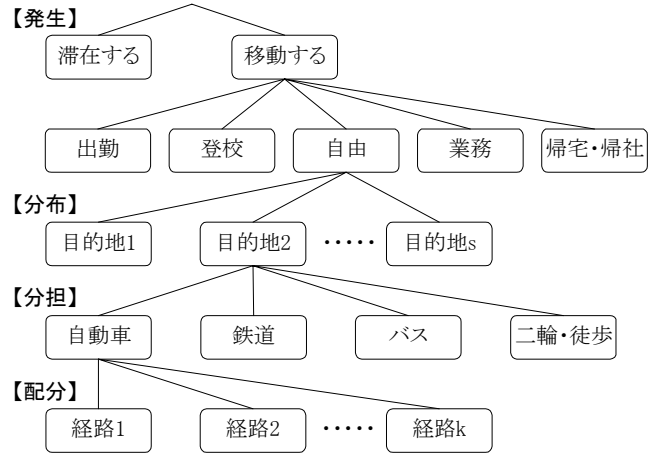 【発生】
滞在する 移動する
出勤 登校 自由 業務 帰宅・帰社
【分布】
目的地1 目的地2 ・・・・・ 目的地s
【分担】
自動車 鉄道 バス 二輪・徒歩
【配分】
経路1 経路2 ・・・・・ 経路k